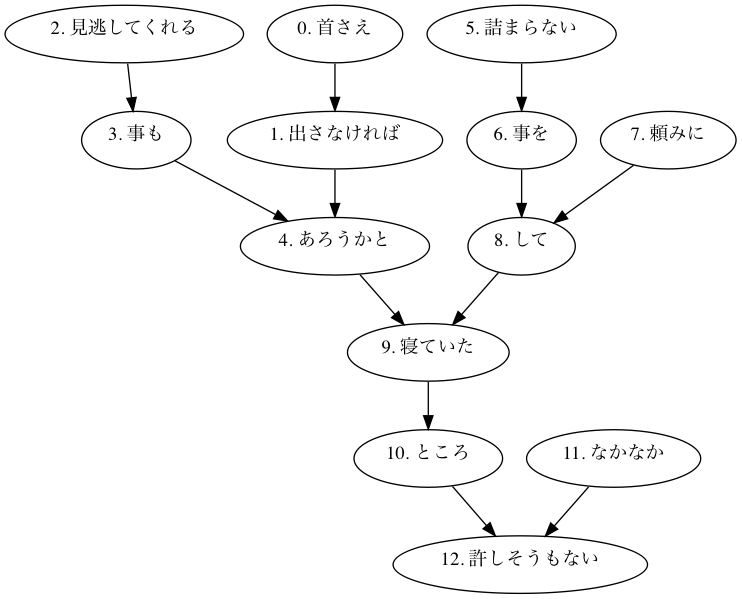 2. 見逃してくれる
0. 首さえ
5. 詰まらない
3. 事も
1. 出さなければ
6. 事を
7. 頼みに
4. あろうかと
8. して
9. 寝ていた
10. ところ
11. なかなか
12. 許しそうもない